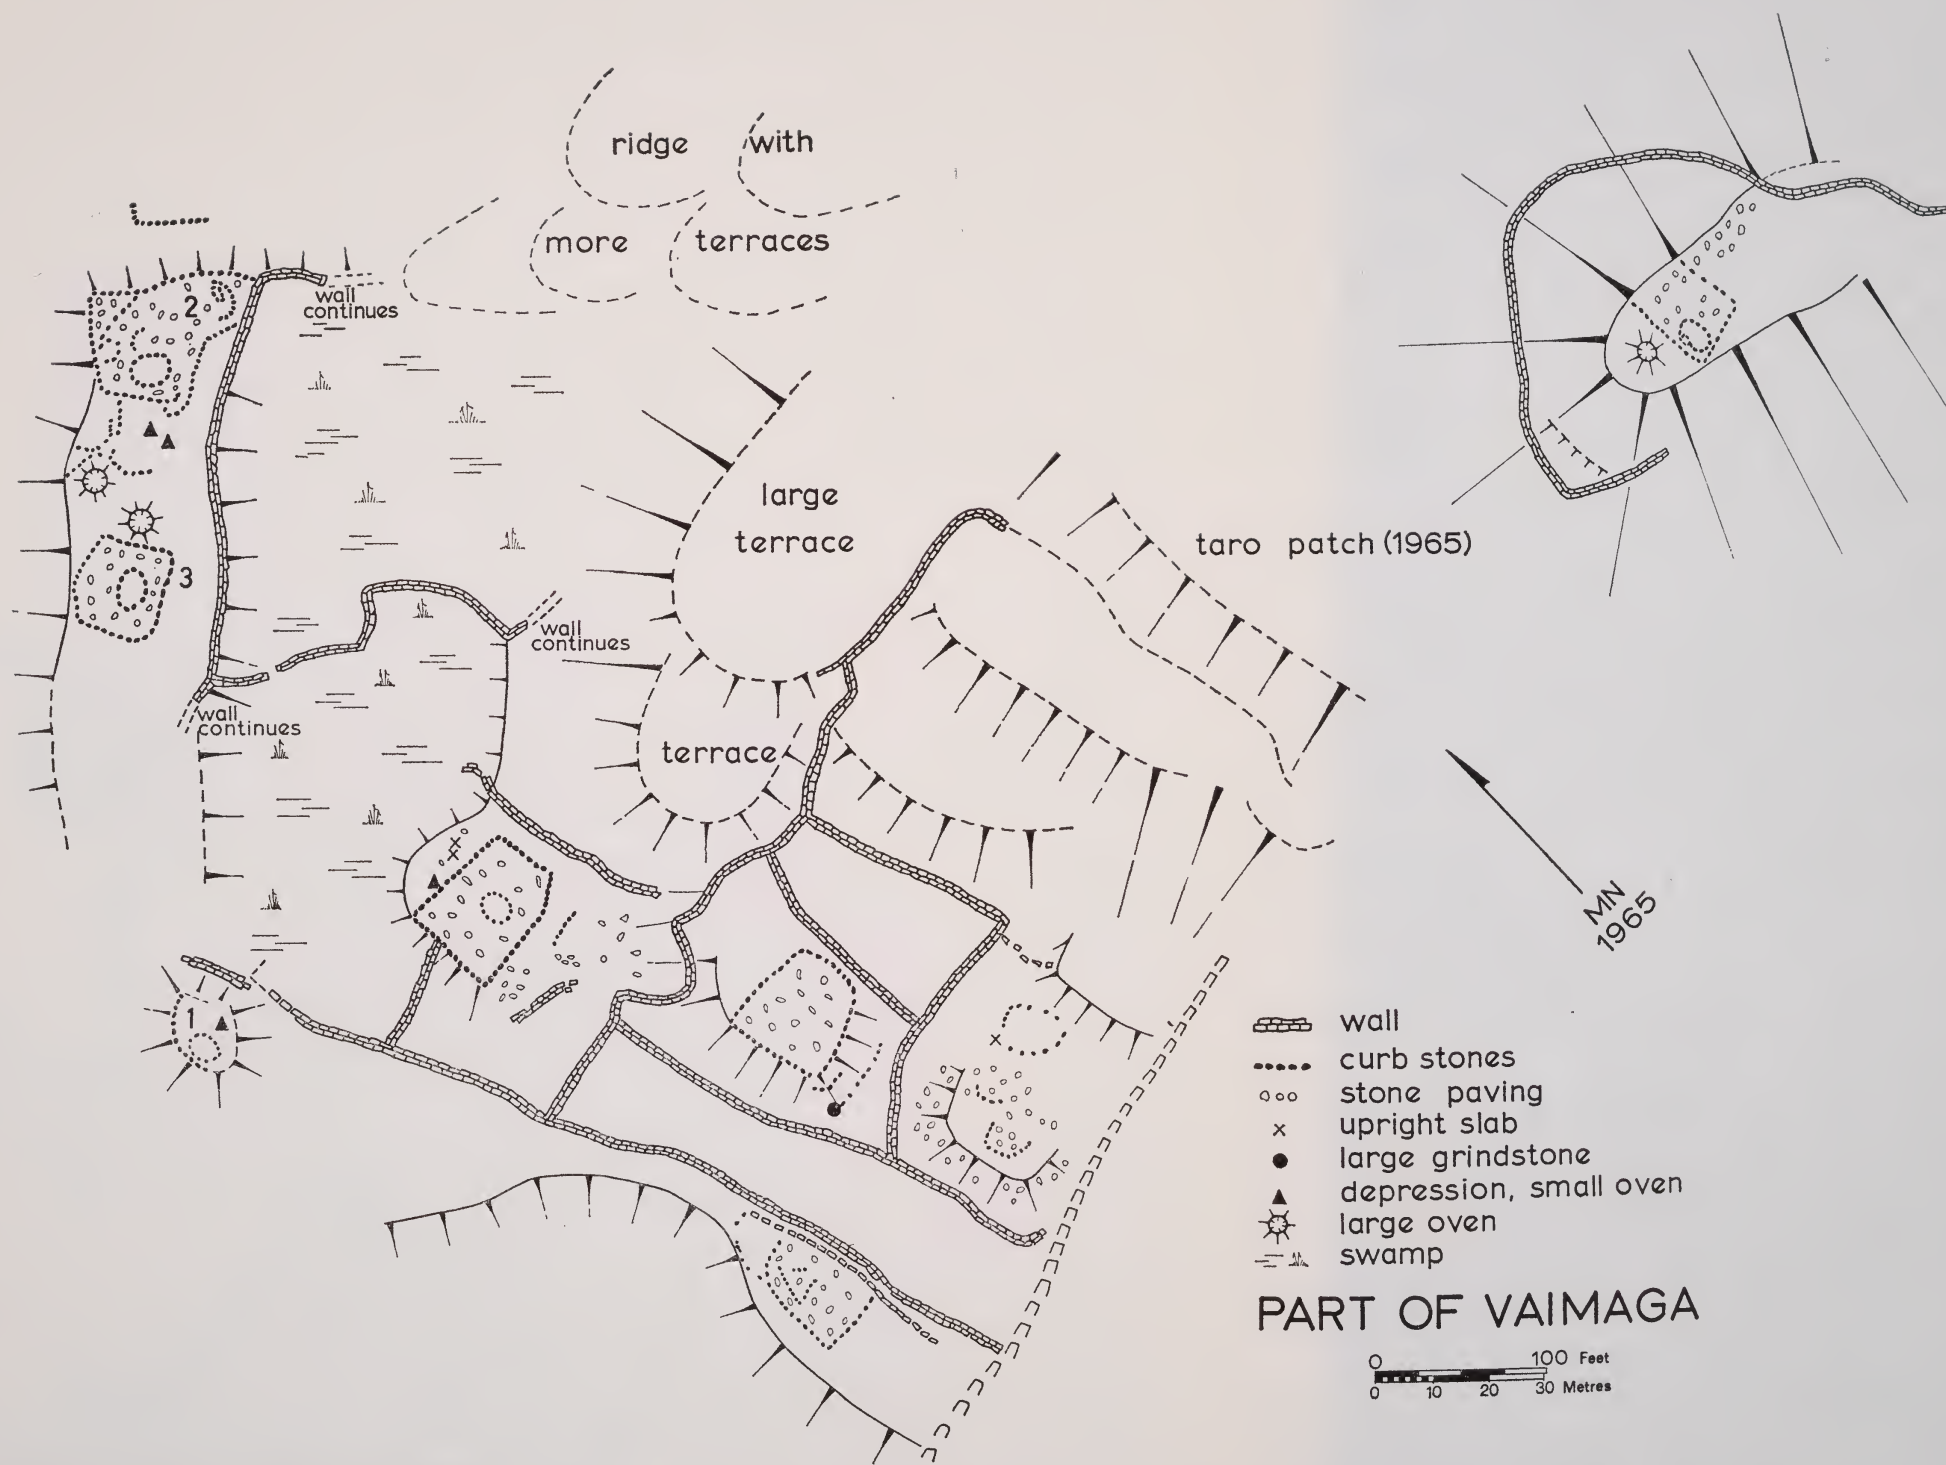 ridge with
more terraces
2
wall
continues
large
terrace
taro patch (1965)
3
wall
continues
wall
continues
terrace
MN
1965
1
wall
curb stones
stone paving
upright slab
large grindstone
depression, small oven
large oven
swamp
PART OF VAIMAGA
0 100 Feet
0 10 20 30 Metres